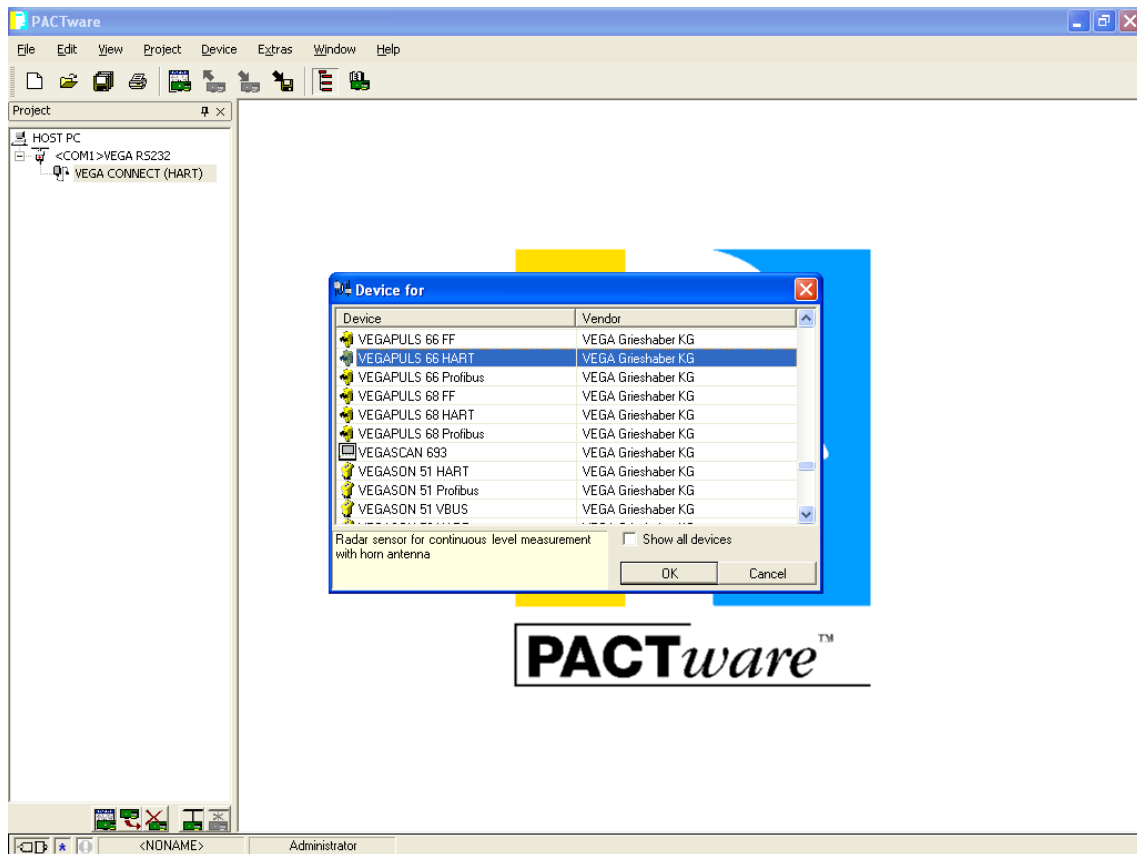 PACTware
File Edit View Project Device Extras Window Help
Project
HOST PC
<COM1>VEGA RS232
VEGA CONNECT (HART)
Device for
Device Vendor
VEGAPULS 66 FF VEGA Grieshaber KG
VEGAPULS 66 HART VEGA Grieshaber KG
VEGAPULS 66 Profibus VEGA Grieshaber KG
VEGAPULS 68 FF VEGA Grieshaber KG
VEGAPULS 68 HART VEGA Grieshaber KG
VEGAPULS 68 Profibus VEGA Grieshaber KG
VEGASCAN 693 VEGA Grieshaber KG
VEGASON 51 HART VEGA Grieshaber KG
VEGASON 51 Profibus VEGA Grieshaber KG
VEGASON 51 VBUS VEGA Grieshaber KG
Radar sensor for continuous level measurement
with horn antenna
Show all devices
OK Cancel
PACTware™
<NONAME> Administrator